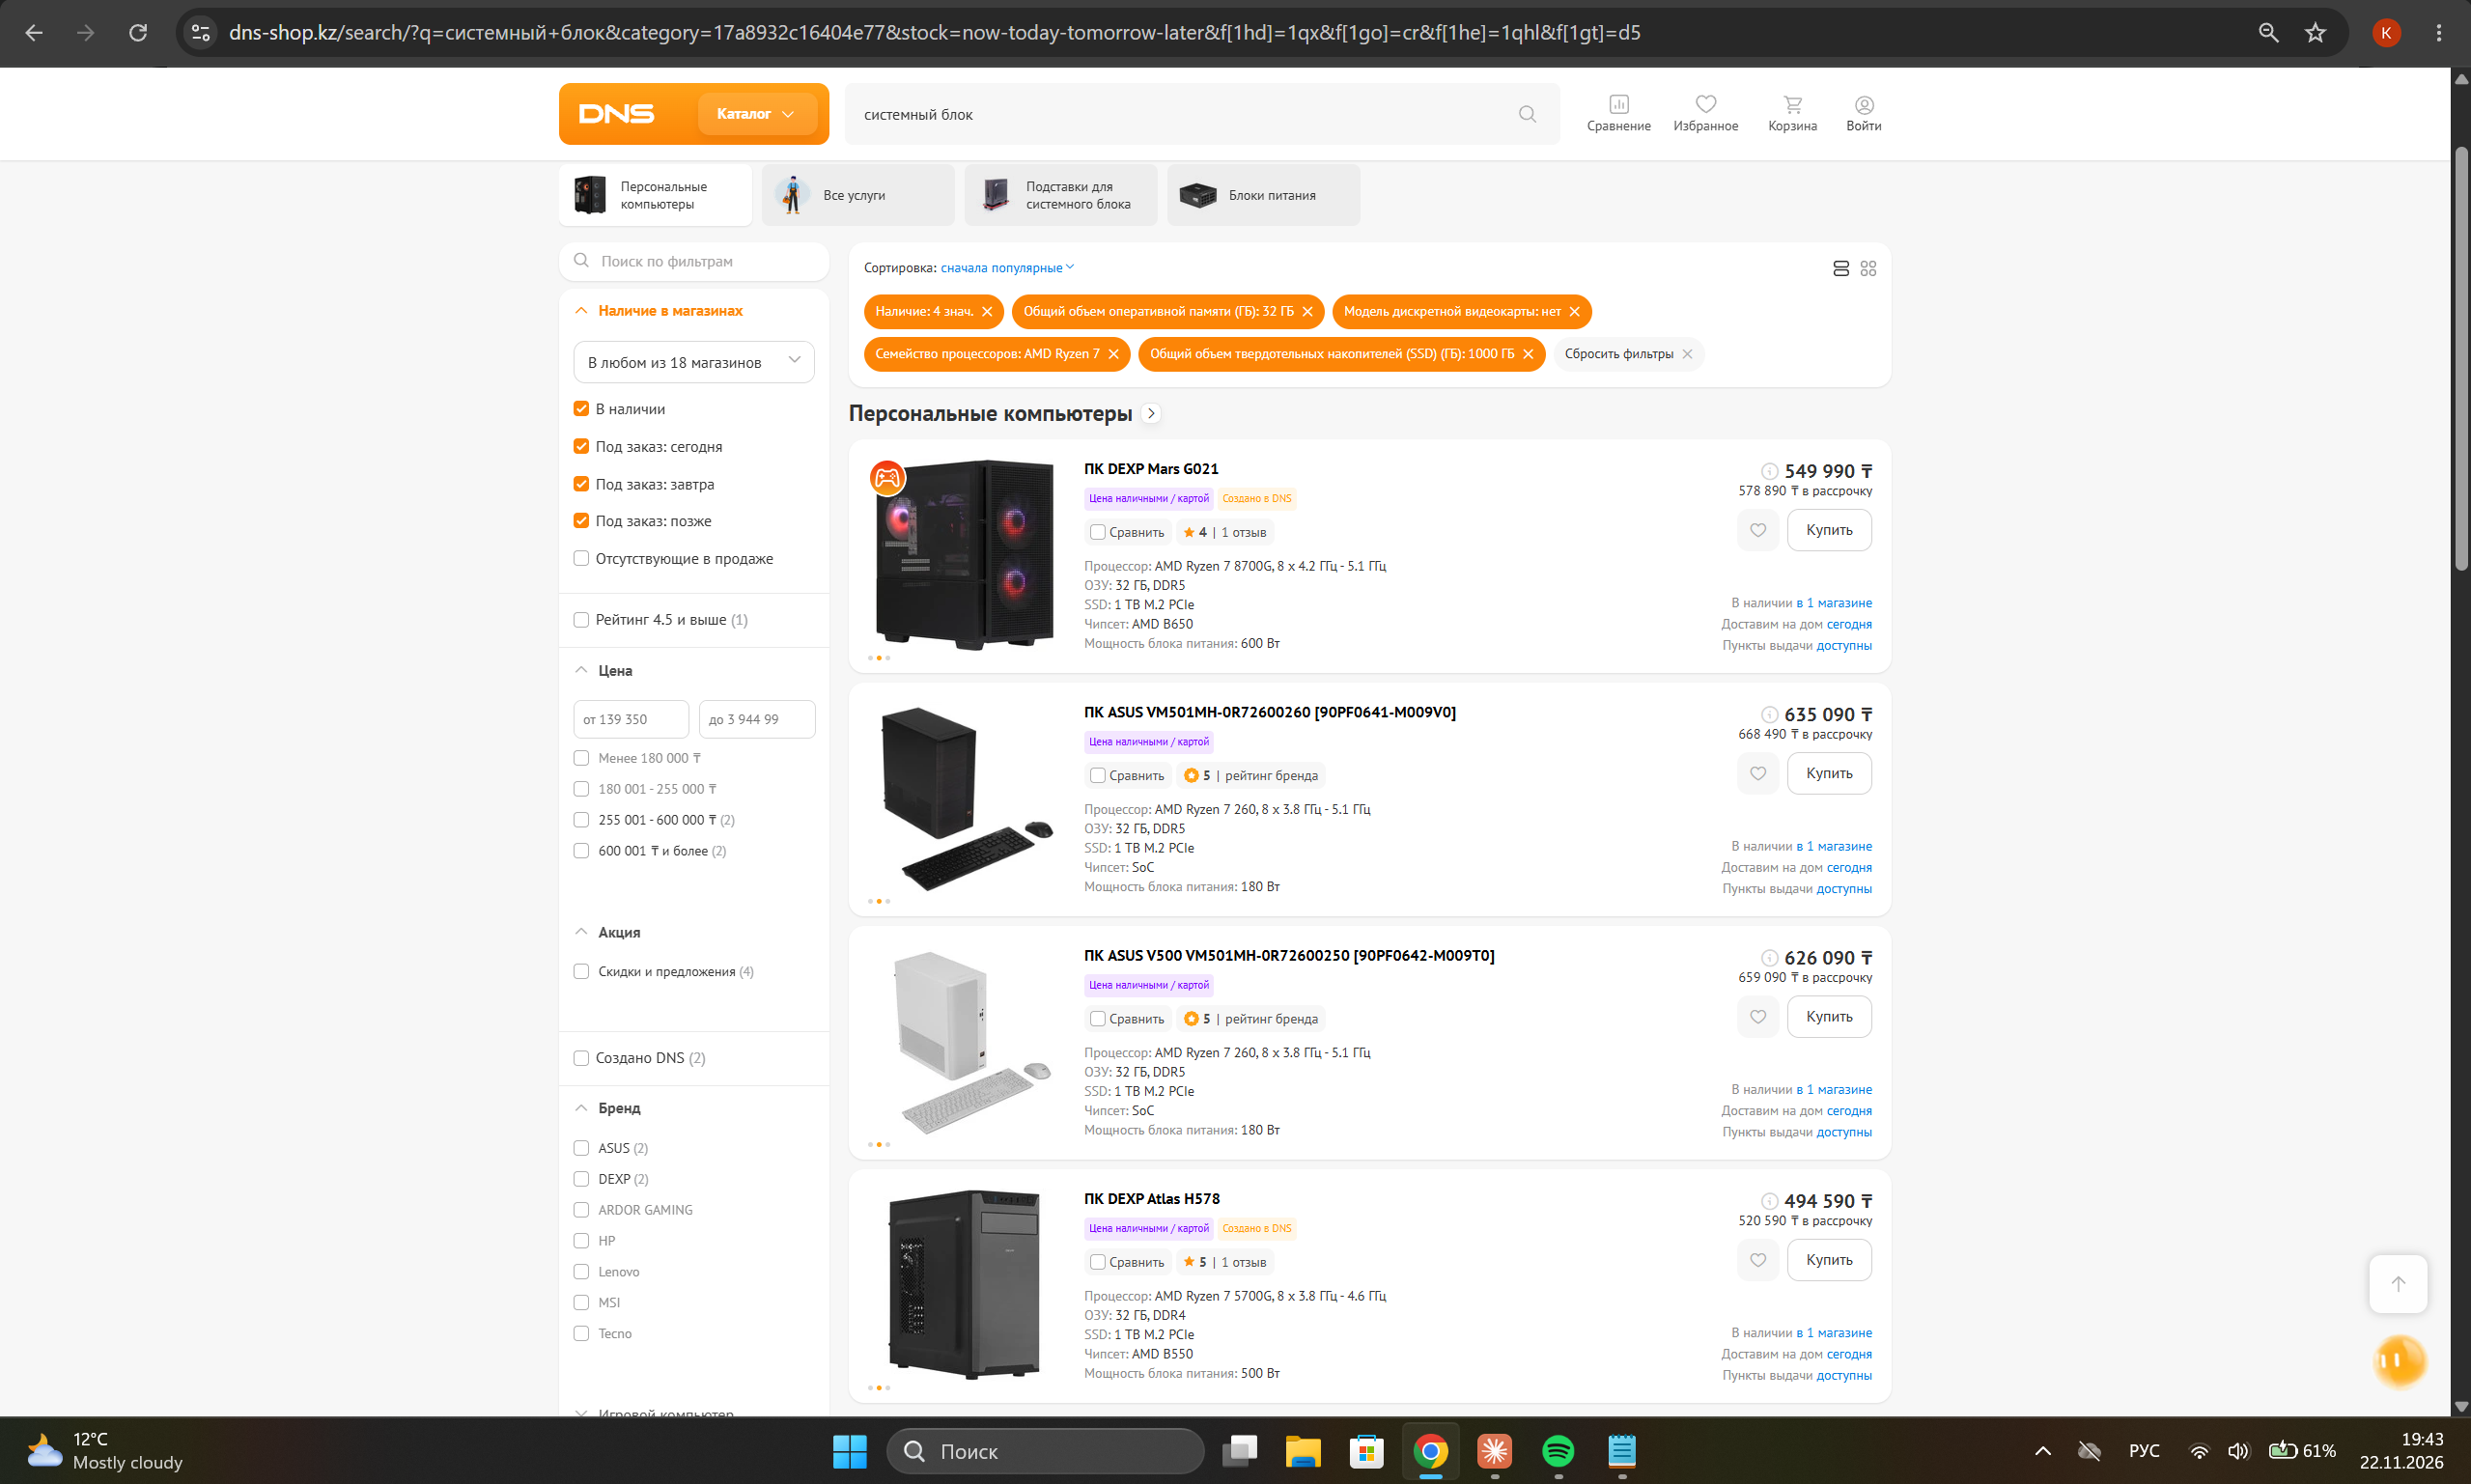 dns-shop.kz/search/?q=системный+блок&category=17a8932c16404e77&stock=now-today-tomorrow-later&f[1hd]=1qx&f[1go]=cr&f[1he]=1qhl&f[1gt]=d5
K
DNS
Каталог
системный блок
Сравнение
Избранное
Корзина
Войти
Персональные
компьютеры
Все услуги
Подставки для
системного блока
Блоки питания
Поиск по фильтрам
Наличие в магазинах
В любом из 18 магазинов
В наличии
Под заказ: сегодня
Под заказ: завтра
Под заказ: позже
Отсутствующие в продаже
Рейтинг 4.5 и выше (1)
Цена
от 139 350
до 3 944 99
Менее 180 000 ₸
180 001 - 255 000 ₸
255 001 - 600 000 ₸ (2)
600 001 ₸ и более (2)
Акция
Скидки и предложения (4)
Создано DNS (2)
Бренд
ASUS (2)
DEXP (2)
ARDOR GAMING
HP
Lenovo
MSI
Tecno
Игровой компьютер
Сортировка: сначала популярные
Наличие: 4 знач.
Общий объем оперативной памяти (ГБ): 32 ГБ
Модель дискретной видеокарты: нет
Семейство процессоров: AMD Ryzen 7
Общий объем твердотельных накопителей (SSD) (ГБ): 1000 ГБ
Сбросить фильтры
Персональные компьютеры
ПК DEXP Mars G021
Цена наличными / картой
Создано в DNS
Сравнить
4 | 1 отзыв
Процессор: AMD Ryzen 7 8700G, 8 x 4.2 ГГц - 5.1 ГГц
ОЗУ: 32 ГБ, DDR5
SSD: 1 ТВ M.2 PCIe
Чипсет: AMD B650
Мощность блока питания: 600 Вт
549 990 ₸
578 890 ₸ в рассрочку
Купить
В наличии в 1 магазине
Доставим на дом сегодня
Пункты выдачи доступны
ПК ASUS VM501MH-0R72600260 [90PF0641-M009V0]
Цена наличными / картой
Сравнить
5 | рейтинг бренда
Процессор: AMD Ryzen 7 260, 8 x 3.8 ГГц - 5.1 ГГц
ОЗУ: 32 ГБ, DDR5
SSD: 1 ТВ M.2 PCIe
Чипсет: SoC
Мощность блока питания: 180 Вт
635 090 ₸
668 490 ₸ в рассрочку
Купить
В наличии в 1 магазине
Доставим на дом сегодня
Пункты выдачи доступны
ПК ASUS V500 VM501MH-0R72600250 [90PF0642-M009T0]
Цена наличными / картой
Сравнить
5 | рейтинг бренда
Процессор: AMD Ryzen 7 260, 8 x 3.8 ГГц - 5.1 ГГц
ОЗУ: 32 ГБ, DDR5
SSD: 1 ТВ M.2 PCIe
Чипсет: SoC
Мощность блока питания: 180 Вт
626 090 ₸
659 090 ₸ в рассрочку
Купить
В наличии в 1 магазине
Доставим на дом сегодня
Пункты выдачи доступны
ПК DEXP Atlas H578
Цена наличными / картой
Создано в DNS
Сравнить
5 | 1 отзыв
Процессор: AMD Ryzen 7 5700G, 8 x 3.8 ГГц - 4.6 ГГц
ОЗУ: 32 ГБ, DDR4
SSD: 1 ТВ M.2 PCIe
Чипсет: AMD B550
Мощность блока питания: 500 Вт
494 590 ₸
520 590 ₸ в рассрочку
Купить
В наличии в 1 магазине
Доставим на дом сегодня
Пункты выдачи доступны
12°C
Mostly cloudy
Поиск
РУС
61%
19:43
22.11.2026